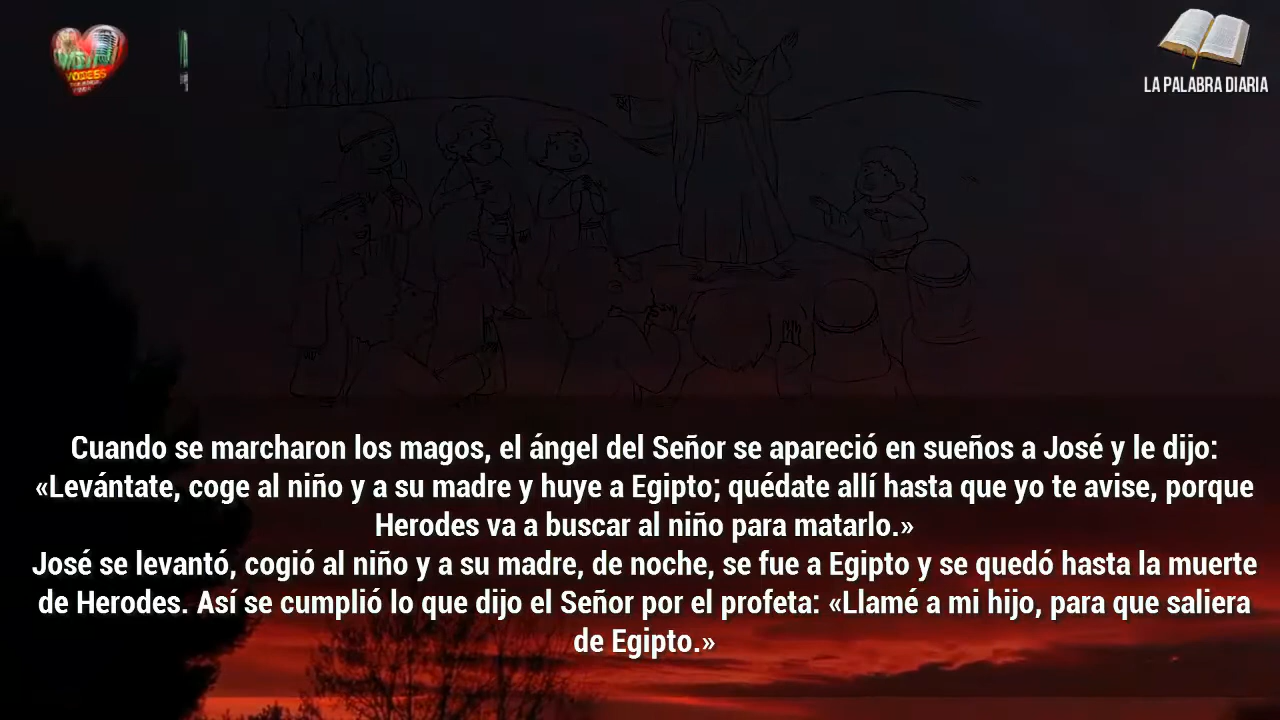 LA PALABRA DIARIA
Cuando se marcharon los magos, el ángel del Señor se apareció en sueños a José y le dijo:
«Levántate, coge al niño y a su madre y huye a Egipto; quédate allí hasta que yo te avise, porque
Herodes va a buscar al niño para matarlo.»
José se levantó, cogió al niño y a su madre, de noche, se fue a Egipto y se quedó hasta la muerte
de Herodes. Así se cumplió lo que dijo el Señor por el profeta: «Llamé a mi hijo, para que saliera
de Egipto.»